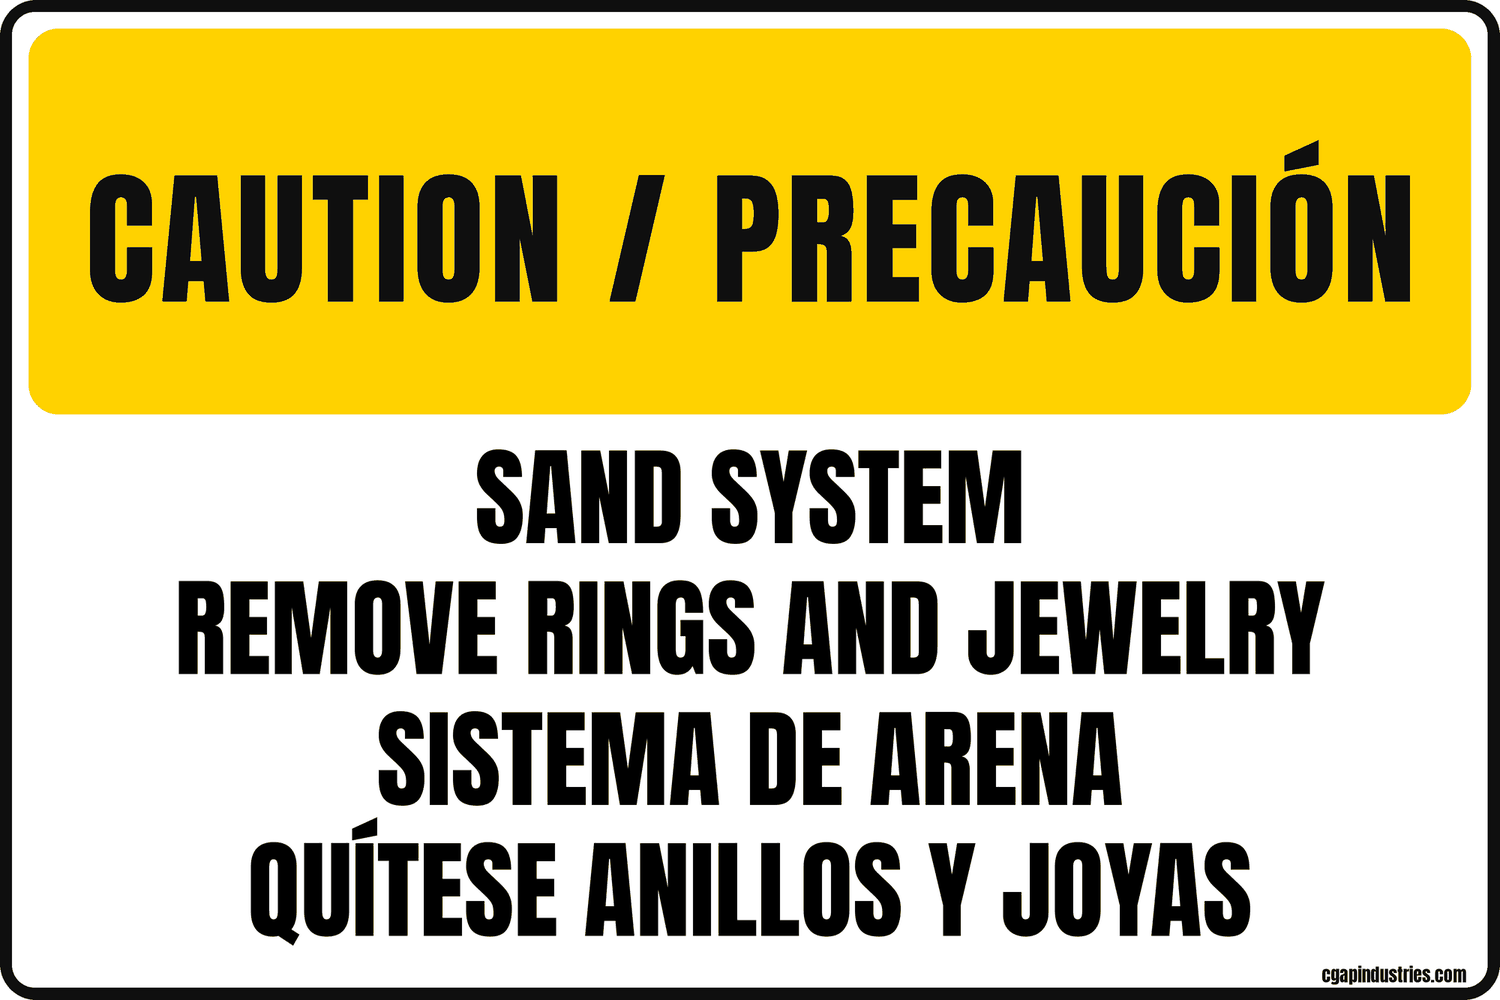 CAUTION / PRECAUCIÓN
SAND SYSTEM
REMOVE RINGS AND JEWELRY
SISTEMA DE ARENA
QUÍTESE ANILLOS Y JOYAS
cgapindustries.com